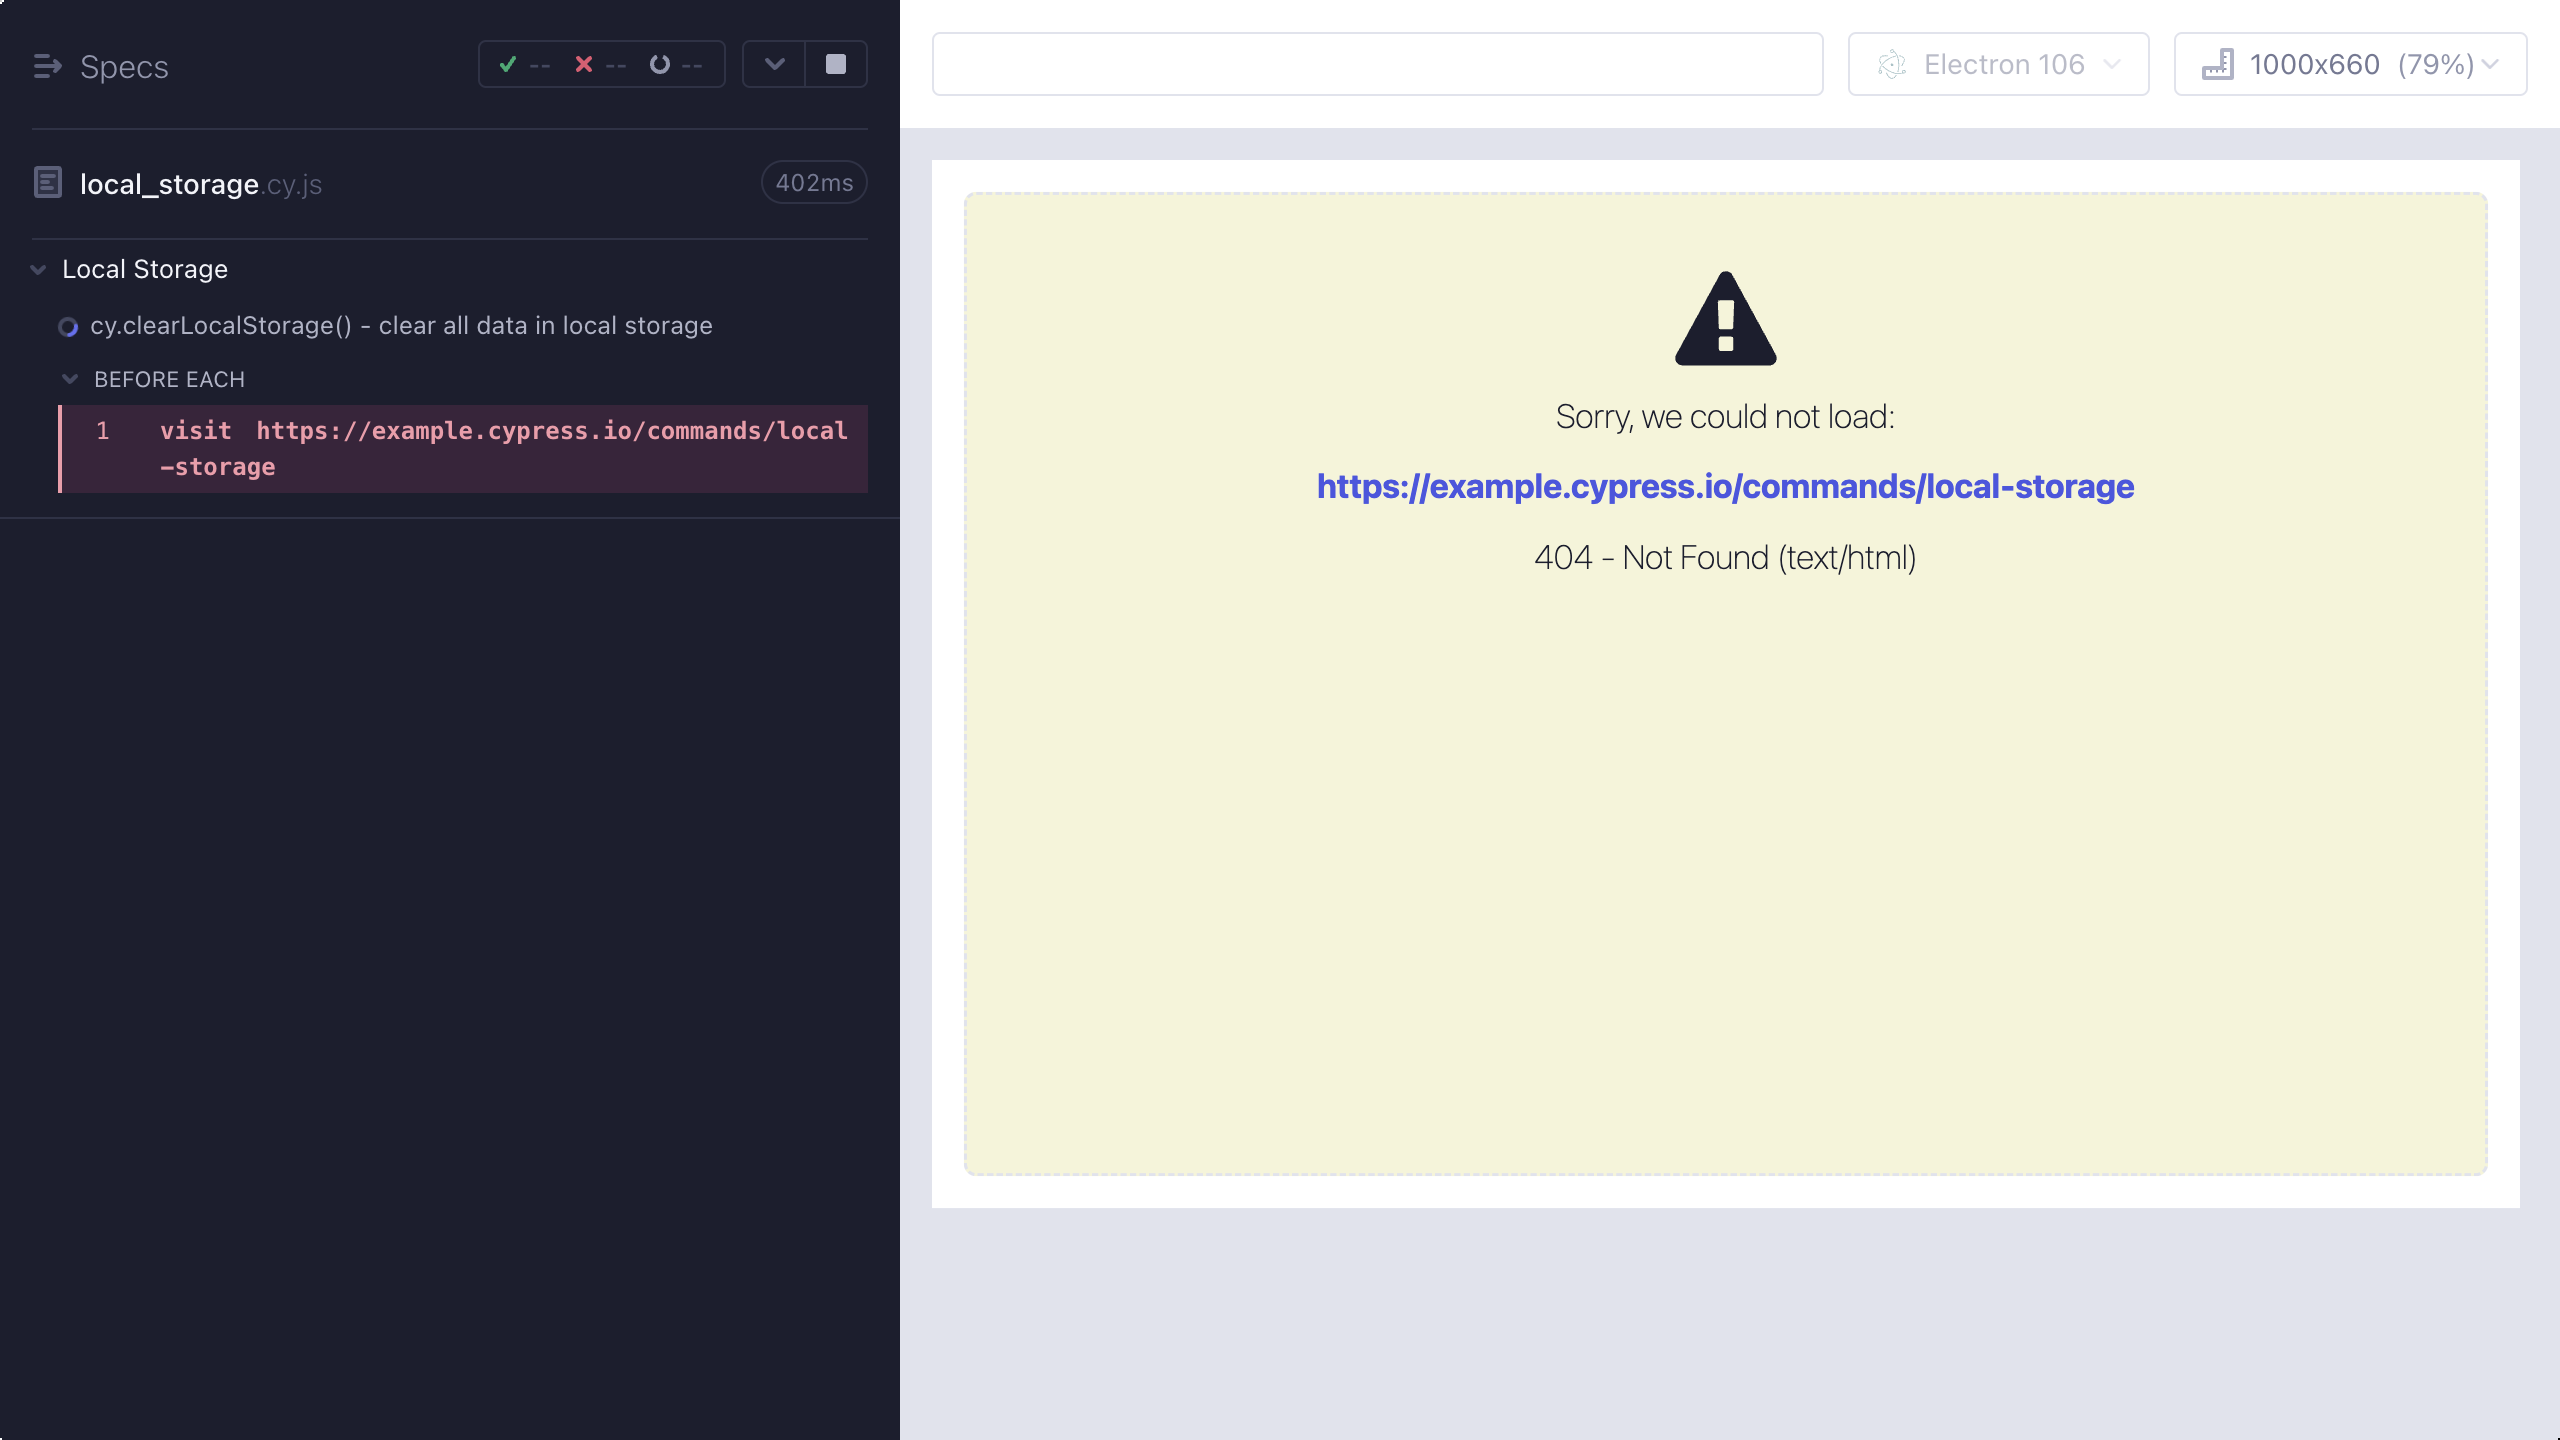 Specs
--
--
--
local_storage.cy.js
402ms
Local Storage
cy.clearLocalStorage() - clear all data in local storage
BEFORE EACH
1 visit https://example.cypress.io/commands/local
-storage
Electron 106
1000x660 (79%)
Sorry, we could not load:
https://example.cypress.io/commands/local-storage
404 - Not Found (text/html)